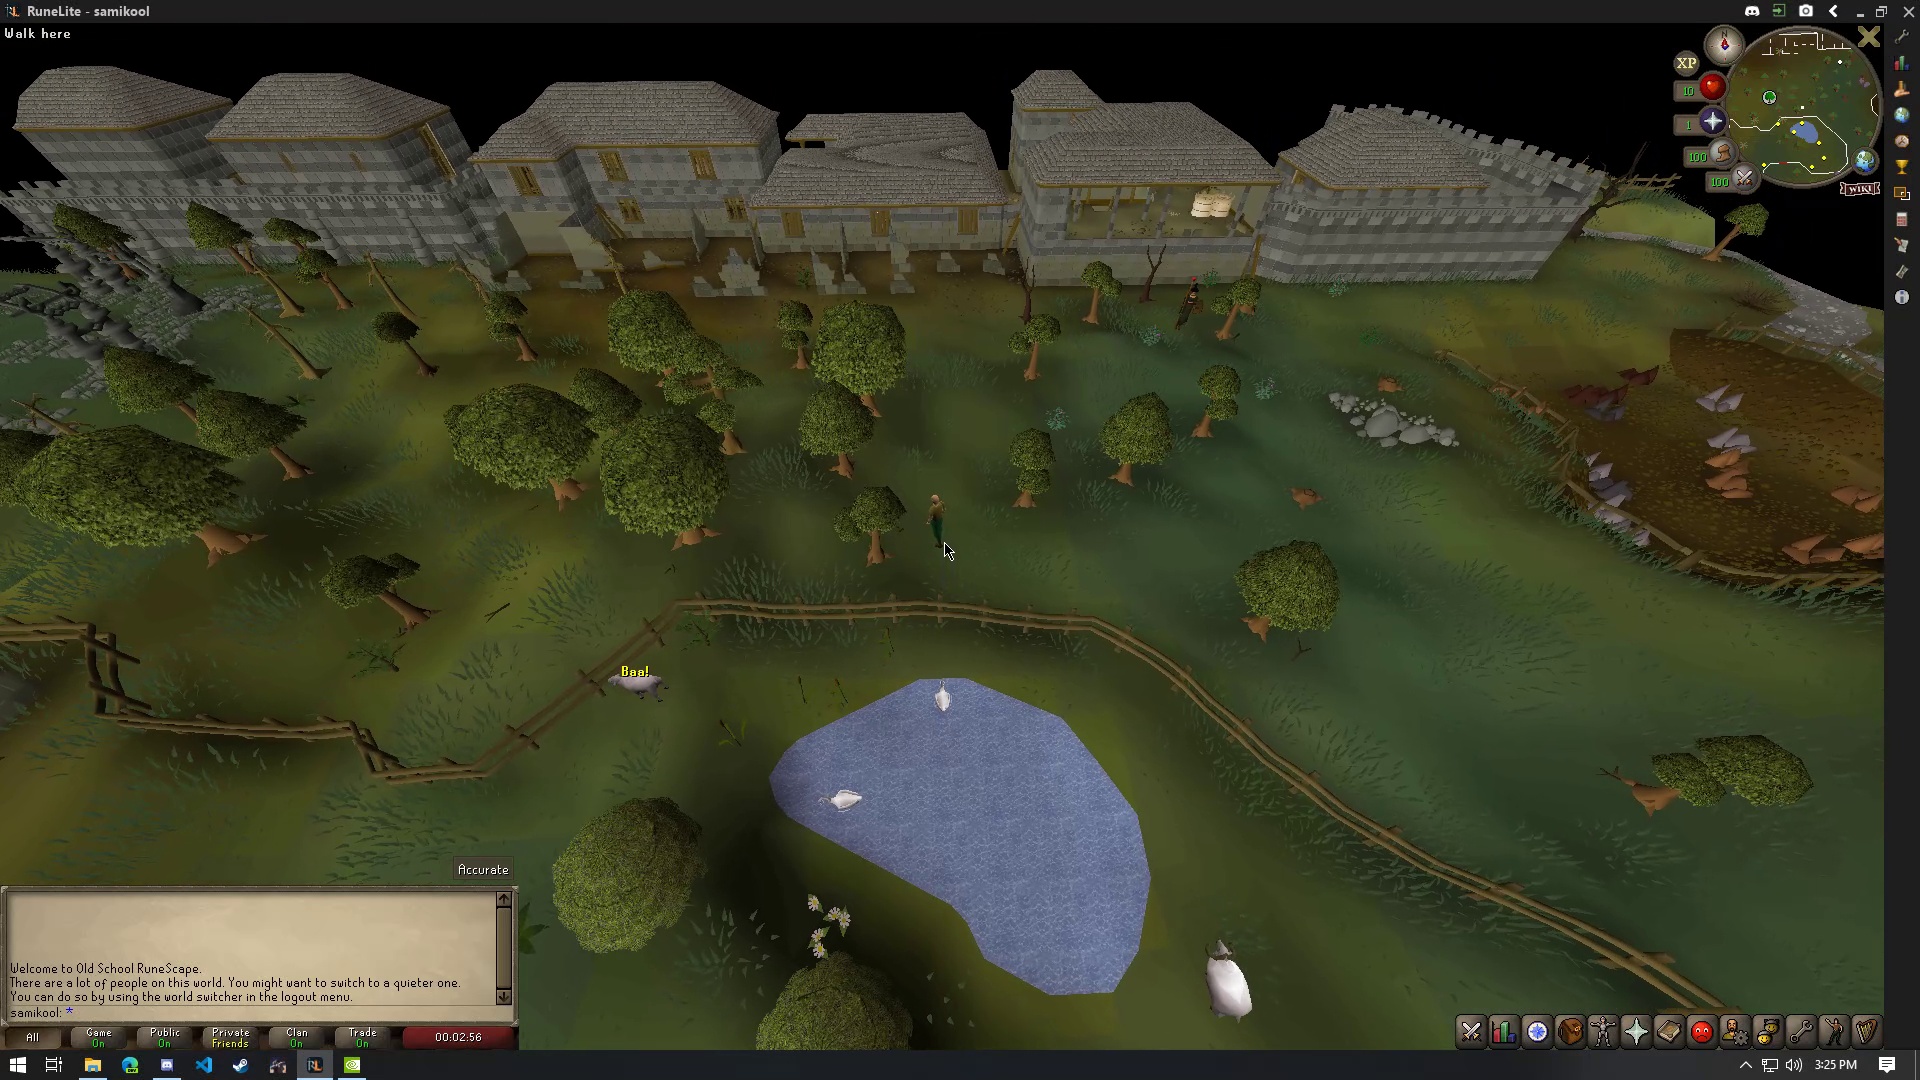 RuneLite - samikool
Walk here
XP
N
10
1
100
100
WIKI
Baa!
Accurate
Welcome to Old School RuneScape.
There are a lot of people on this world. You might want to switch to a quieter one.
You can do so by using the world switcher in the logout menu.
samikool: *
All
Game
On
Public
On
Private
Friends
Clan
On
Trade
On
00:02:56
3:25 PM